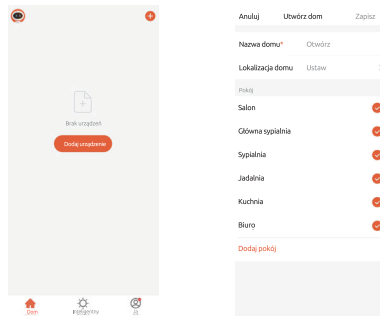 Brak urządzeń
Dodaj urządzenie
Dom
Inteligentny
Ja
Anuluj Utwórz dom Zapisz
Nazwa domu* Otwórz
Lokalizacja domu Ustaw
Pokój
Salon
Główna sypialnia
Sypialnia
Jadalnia
Kuchnia
Biuro
Dodaj pokój